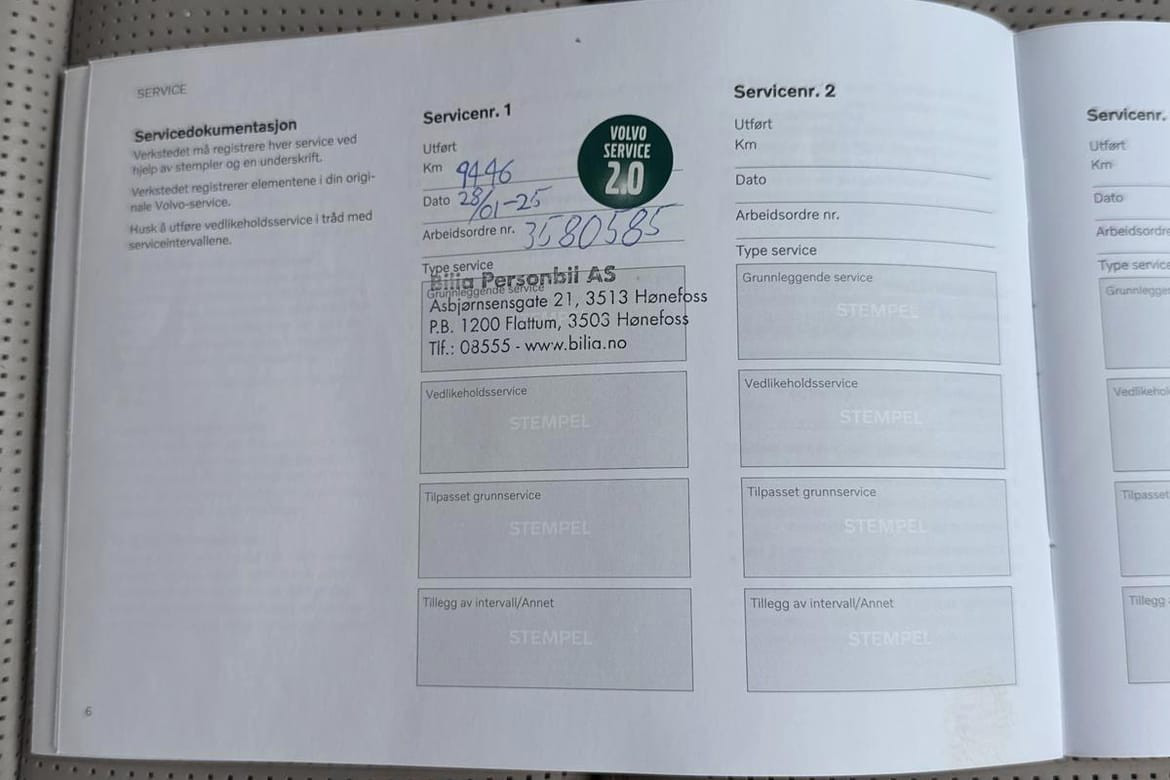 SERVICE
Servicedokumentasjon
Verkstedet må registrere hver service ved
hjelp av stempler og en underskrift.
Verkstedet registrerer elementene i din origi-
nale Volvo-service.
Husk å utføre vedlikeholdsservice i tråd med
serviceintervallene.
6
Servicenr. 1
Utført
Km 9446
Dato 28/01-25
Arbeidsordre nr. 3580585
VOLVO
SERVICE
2.0
Type service
Grunnleggende service
Bilia Personbil AS
Asbjørnsensgate 21, 3513 Hønefoss
P.B. 1200 Flattum, 3503 Hønefoss
Tlf.: 08555 - www.bilia.no
Vedlikeholdsservice
STEMPEL
Tilpasset grunnservice
STEMPEL
Tillegg av intervall/Annet
STEMPEL
Servicenr. 2
Utført
Km
Dato
Arbeidsordre nr.
Type service
Grunnleggende service
STEMPEL
Vedlikeholdsservice
STEMPEL
Tilpasset grunnservice
STEMPEL
Tillegg av intervall/Annet
STEMPEL
Servicenr.
Utført
Km
Dato
Arbeidsordre
Type service
Grunnlegge
Vedlikehol
Tilpasset
Tillegg